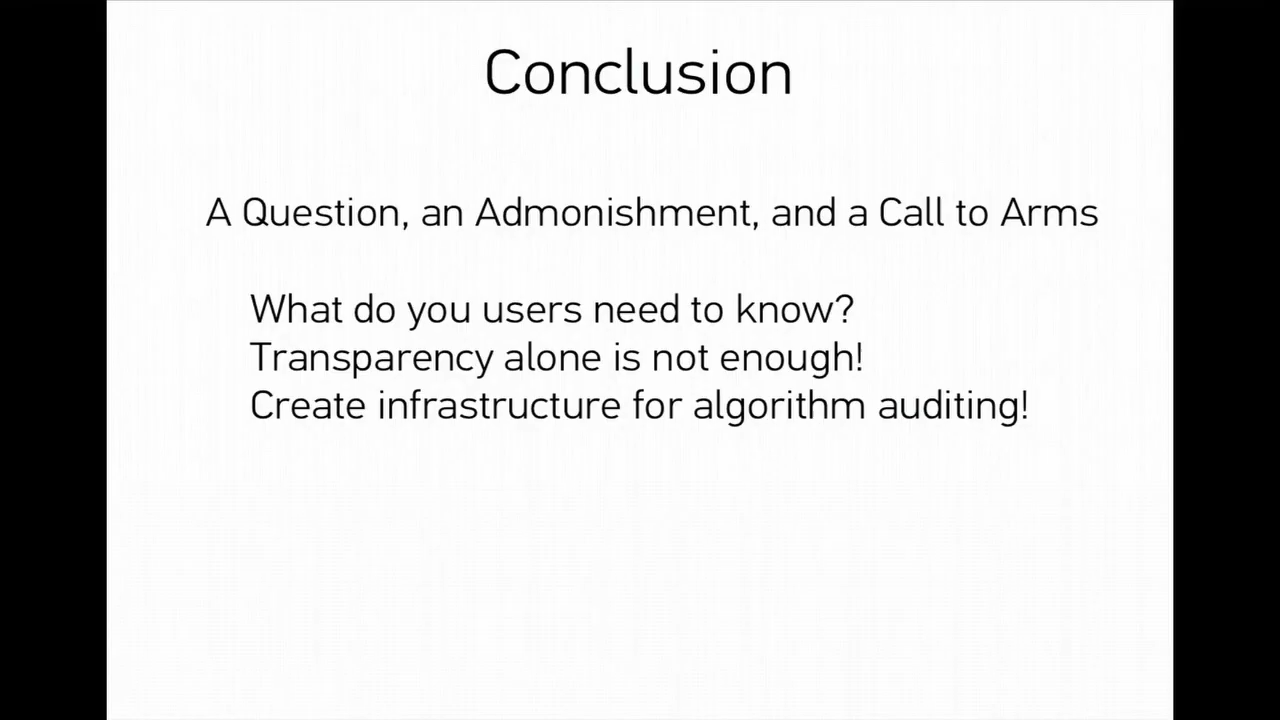 Conclusion
A Question, an Admonishment, and a Call to Arms
What do you users need to know?
Transparency alone is not enough!
Create infrastructure for algorithm auditing!